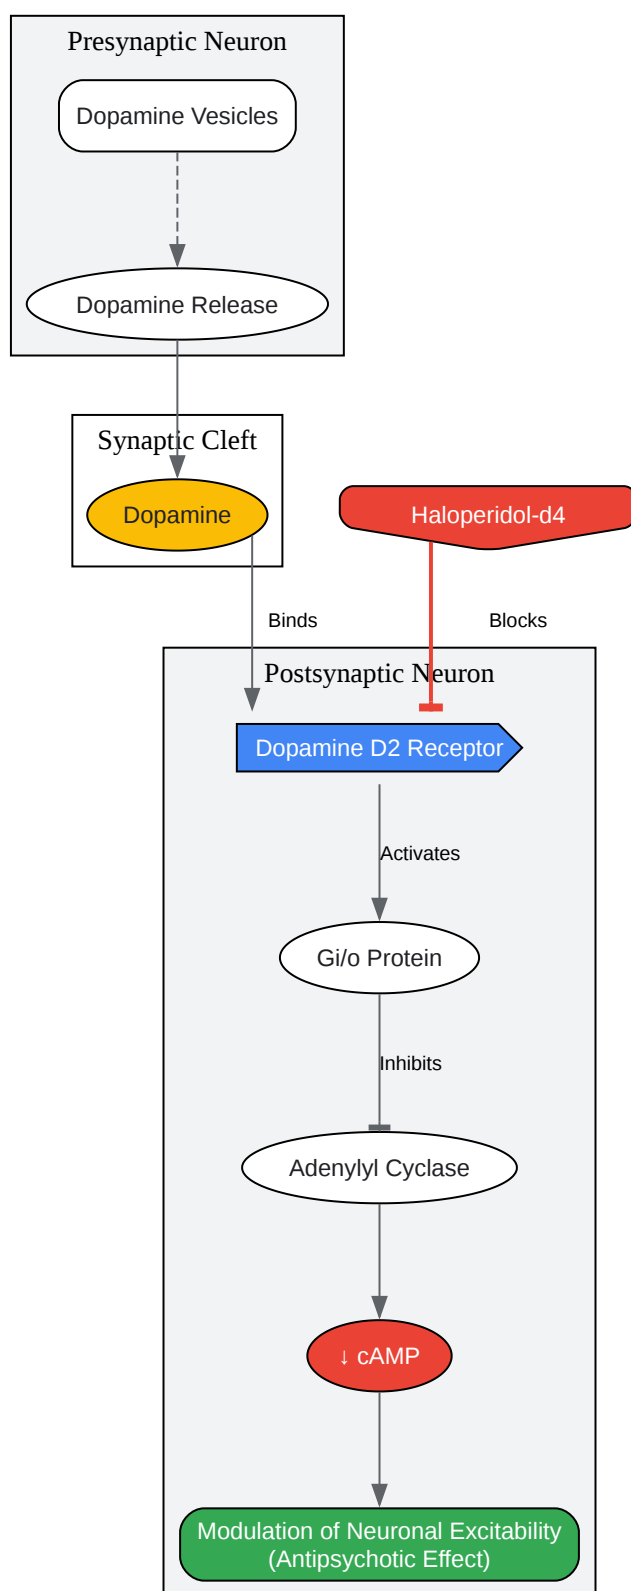 Presynaptic Neuron
Dopamine Vesicles
Dopamine Release
Synaptic Cleft
Dopamine
Haloperidol-d4
Binds
Blocks
Postsynaptic Neuron
Dopamine D2 Receptor
Activates
Gi/o Protein
Inhibits
Adenylyl Cyclase
↓ cAMP
Modulation of Neuronal Excitability
(Antipsychotic Effect)